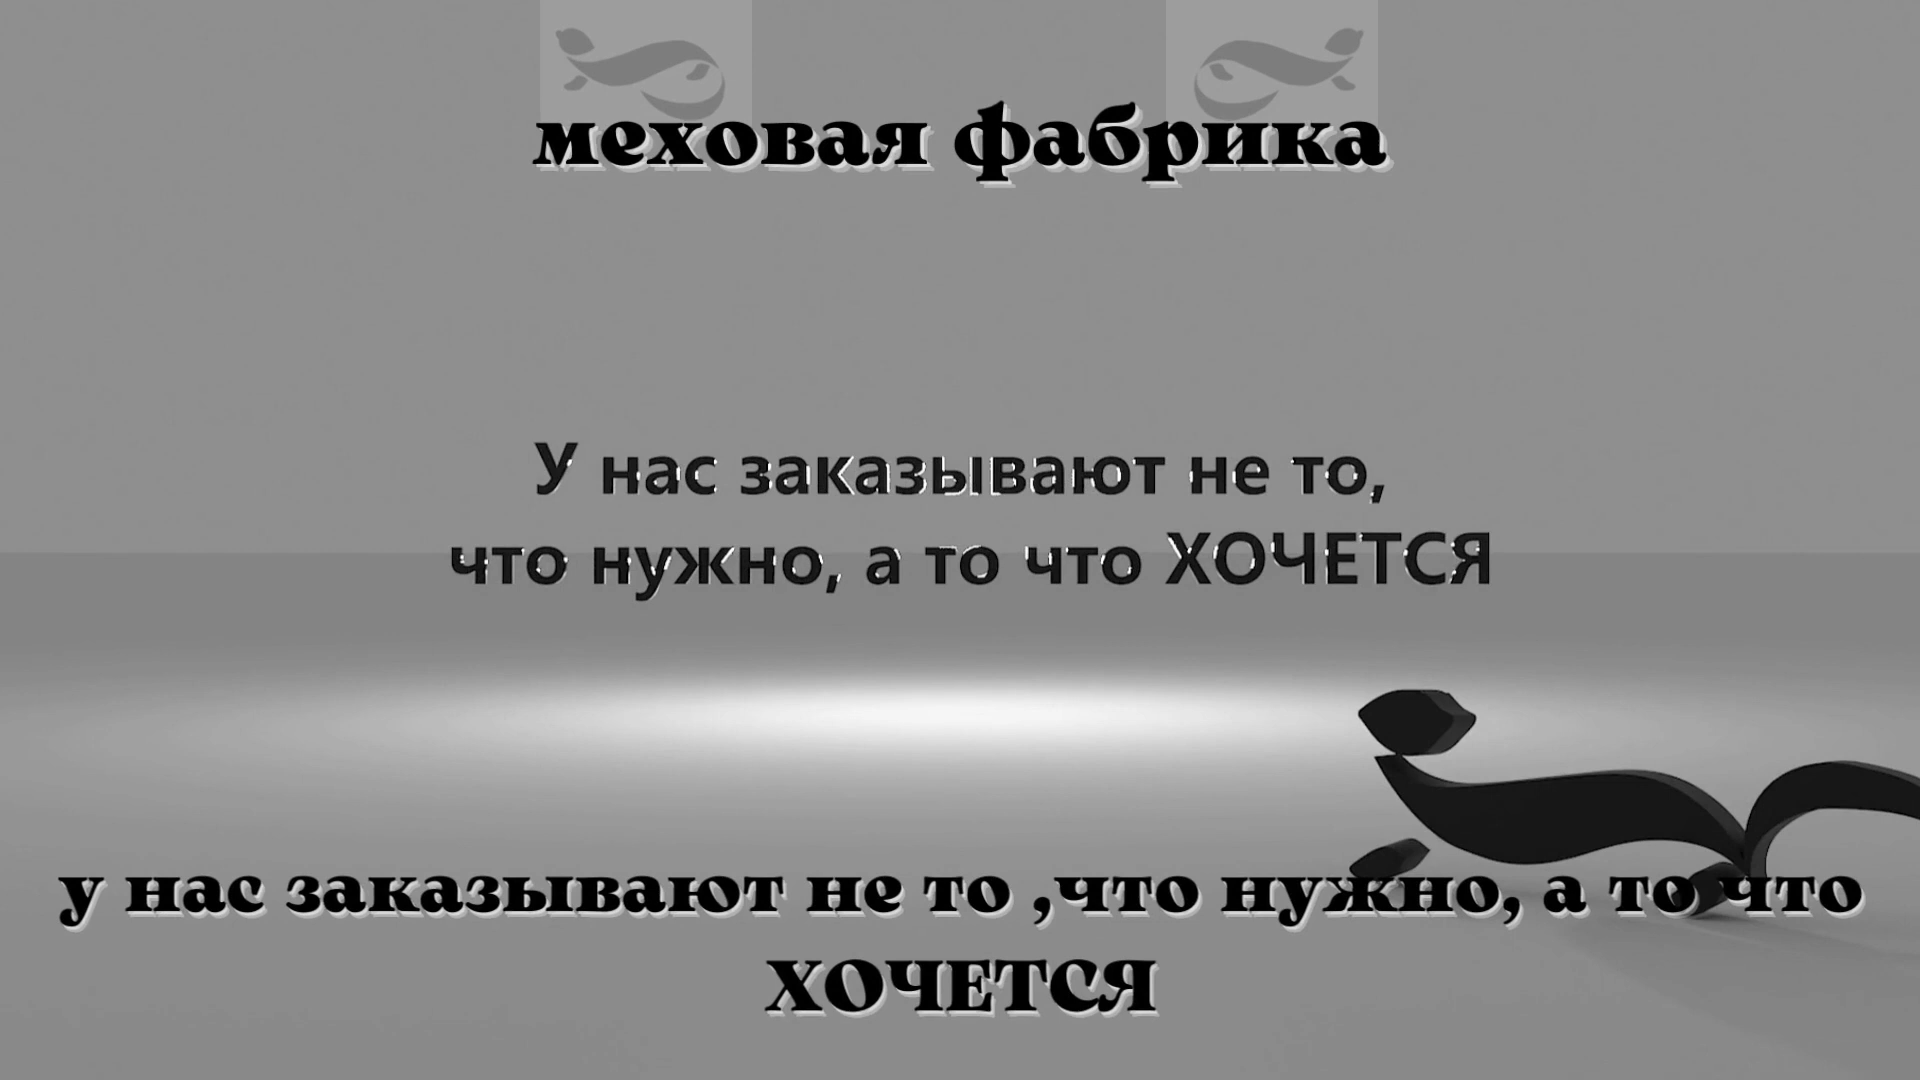 меховая фабрика
У нас заказывают не то,
что нужно, а то что ХОЧЕТСЯ
у нас заказывают не то ,что нужно, а то что
ХОЧЕТСЯ